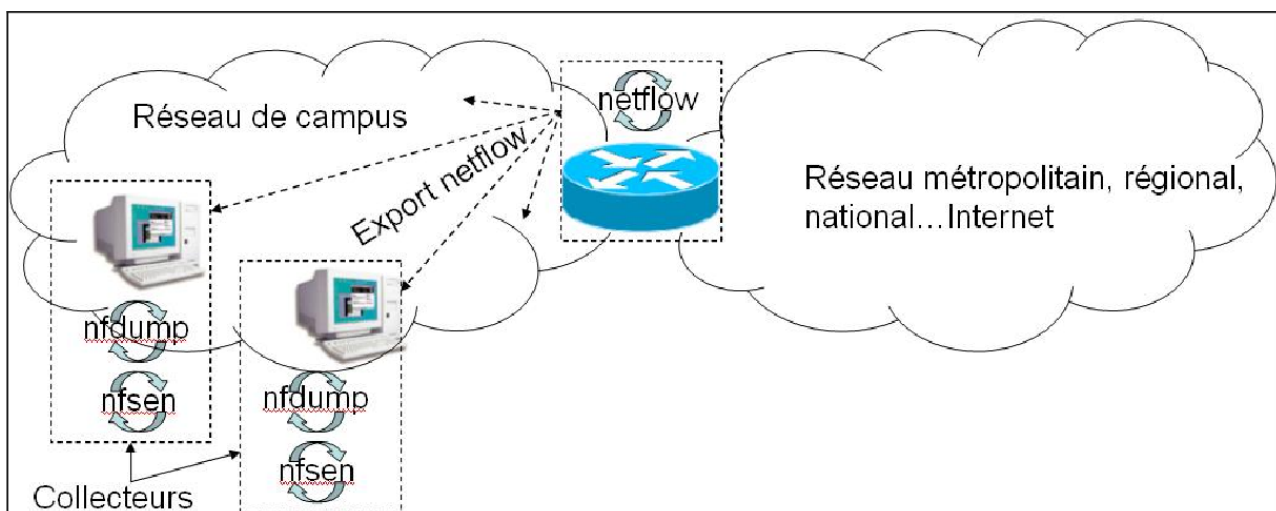 netflow
Réseau de campus
Export netflow
Réseau métropolitain, régional,
national...Internet
nfdump
nfsen
nfdump
nfsen
Collecteurs